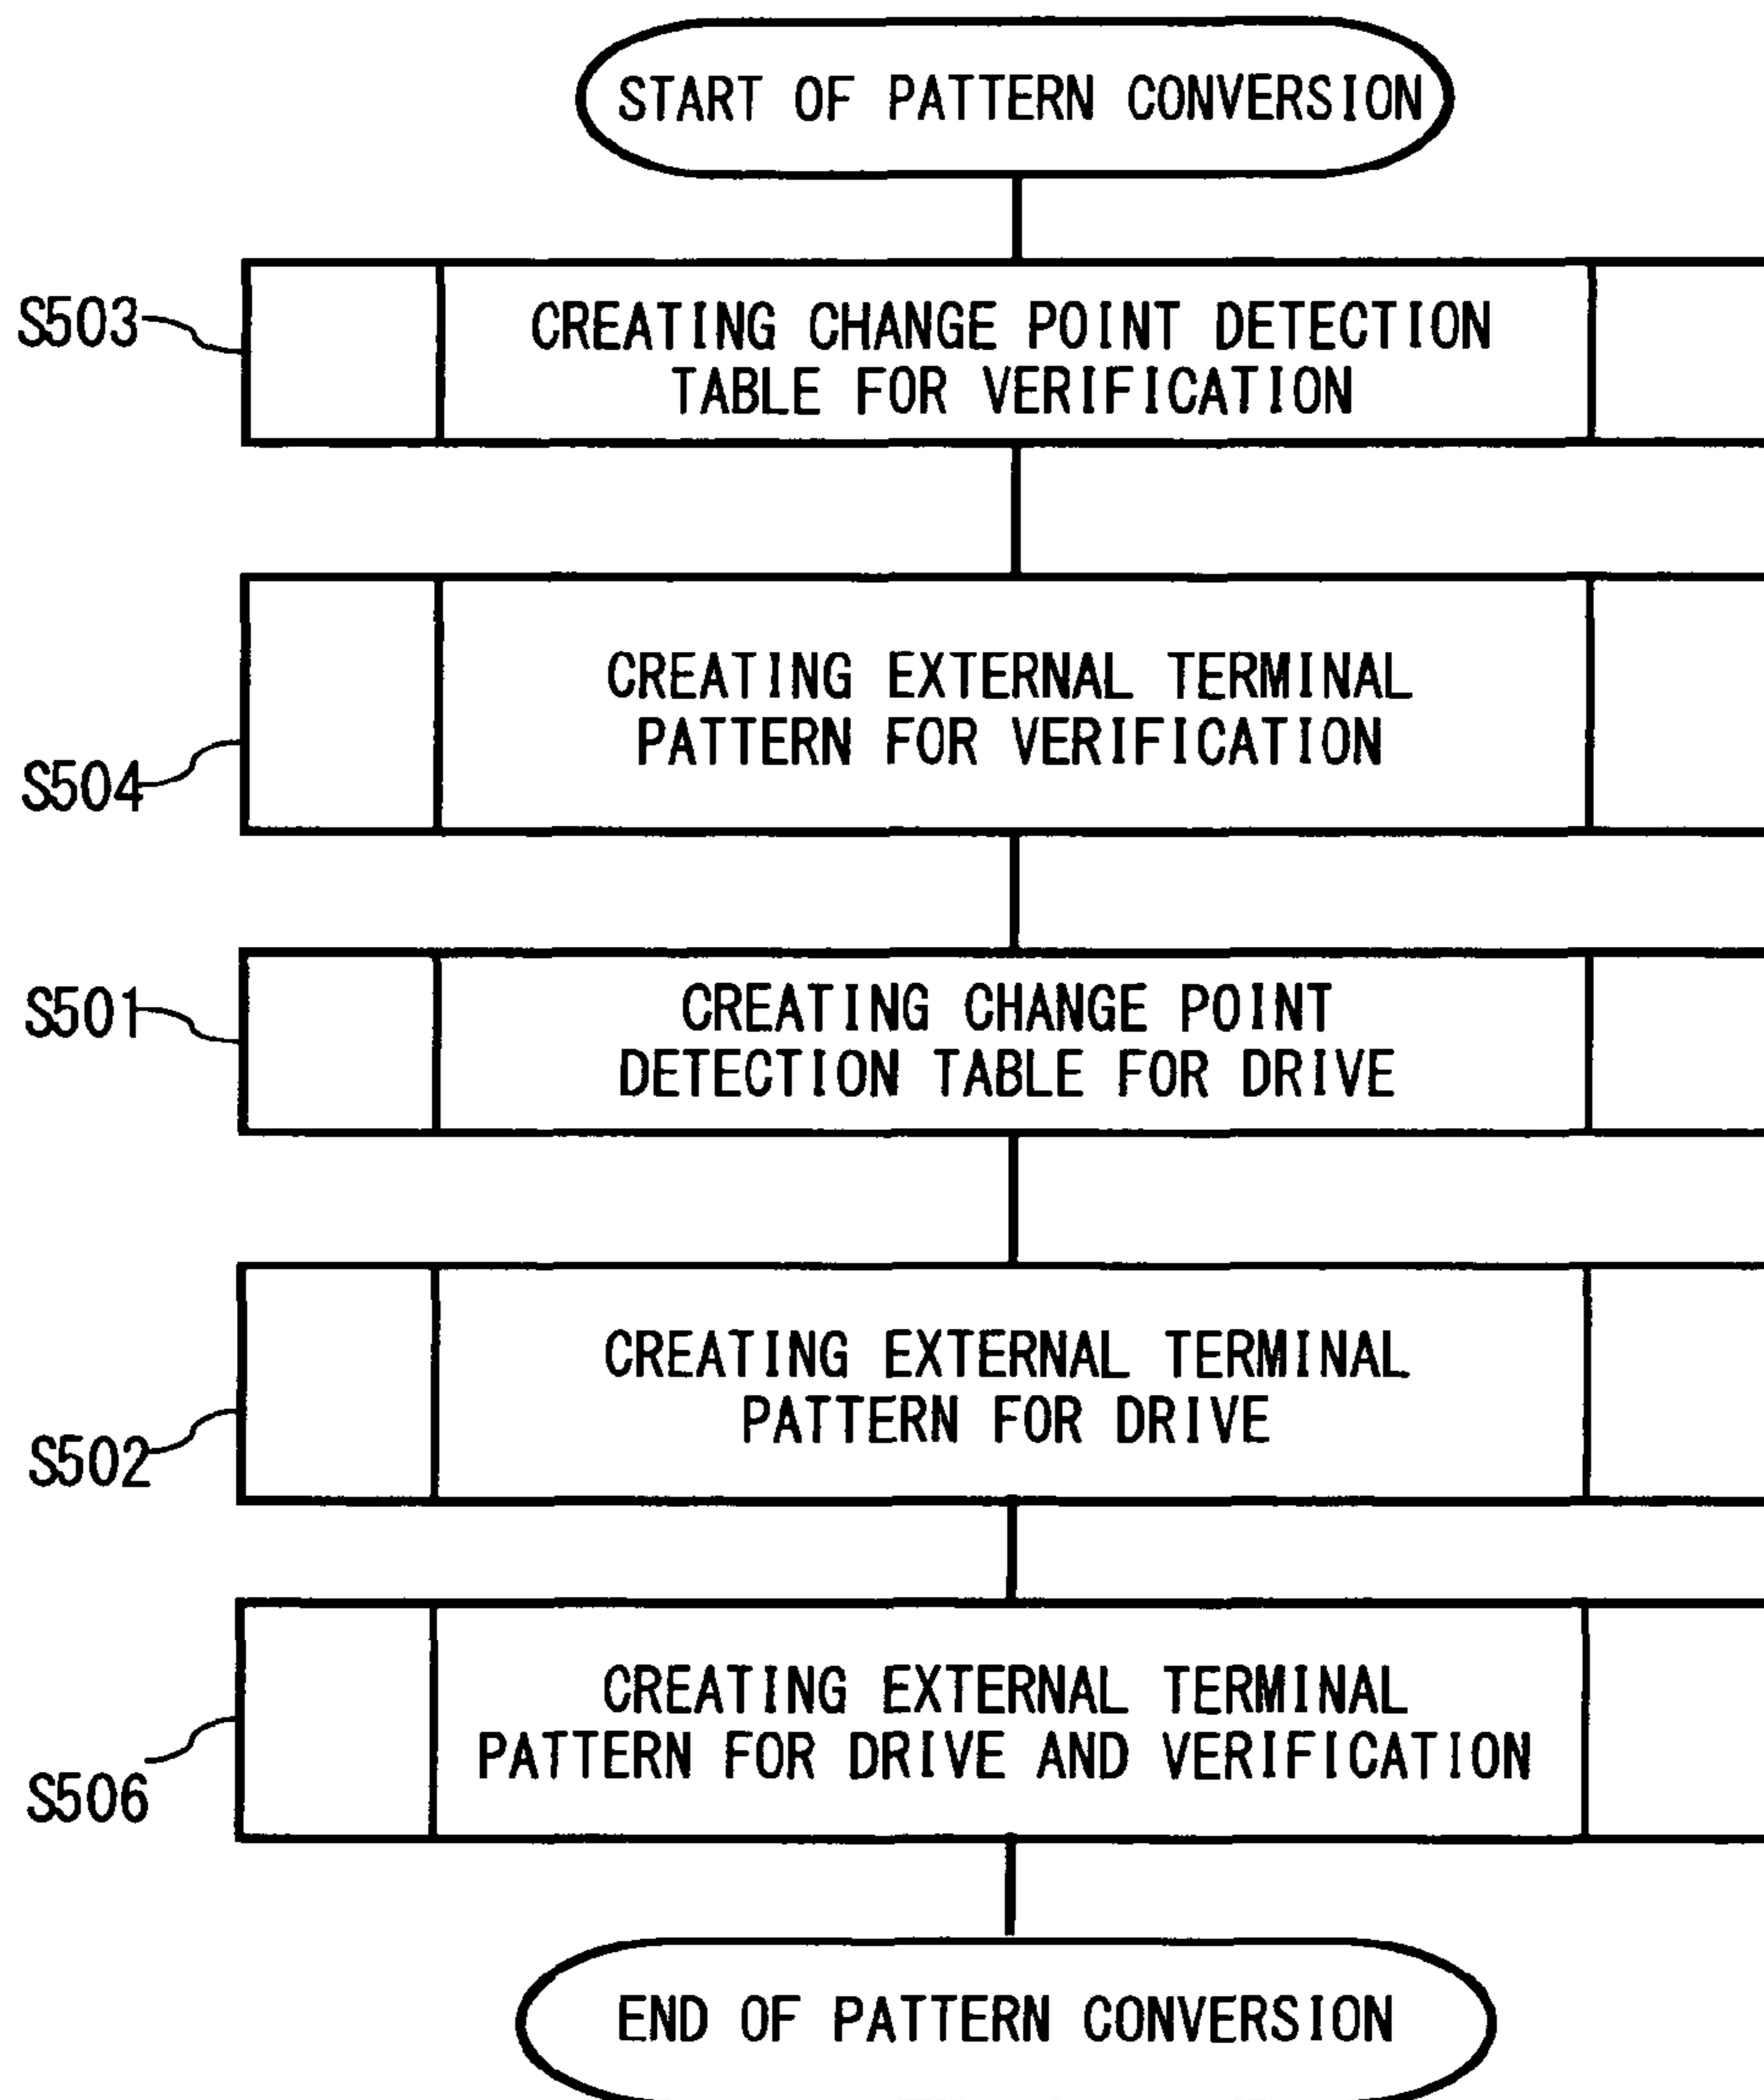 START OF PATTERN CONVERSION
S503
CREATING CHANGE POINT DETECTION
TABLE FOR VERIFICATION
CREATING EXTERNAL TERMINAL
PATTERN FOR VERIFICATION
S504
S501
CREATING CHANGE POINT
DETECTION TABLE FOR DRIVE
CREATING EXTERNAL TERMINAL
PATTERN FOR DRIVE
S502
CREATING EXTERNAL TERMINAL
PATTERN FOR DRIVE AND VERIFICATION
S506
END OF PATTERN CONVERSION